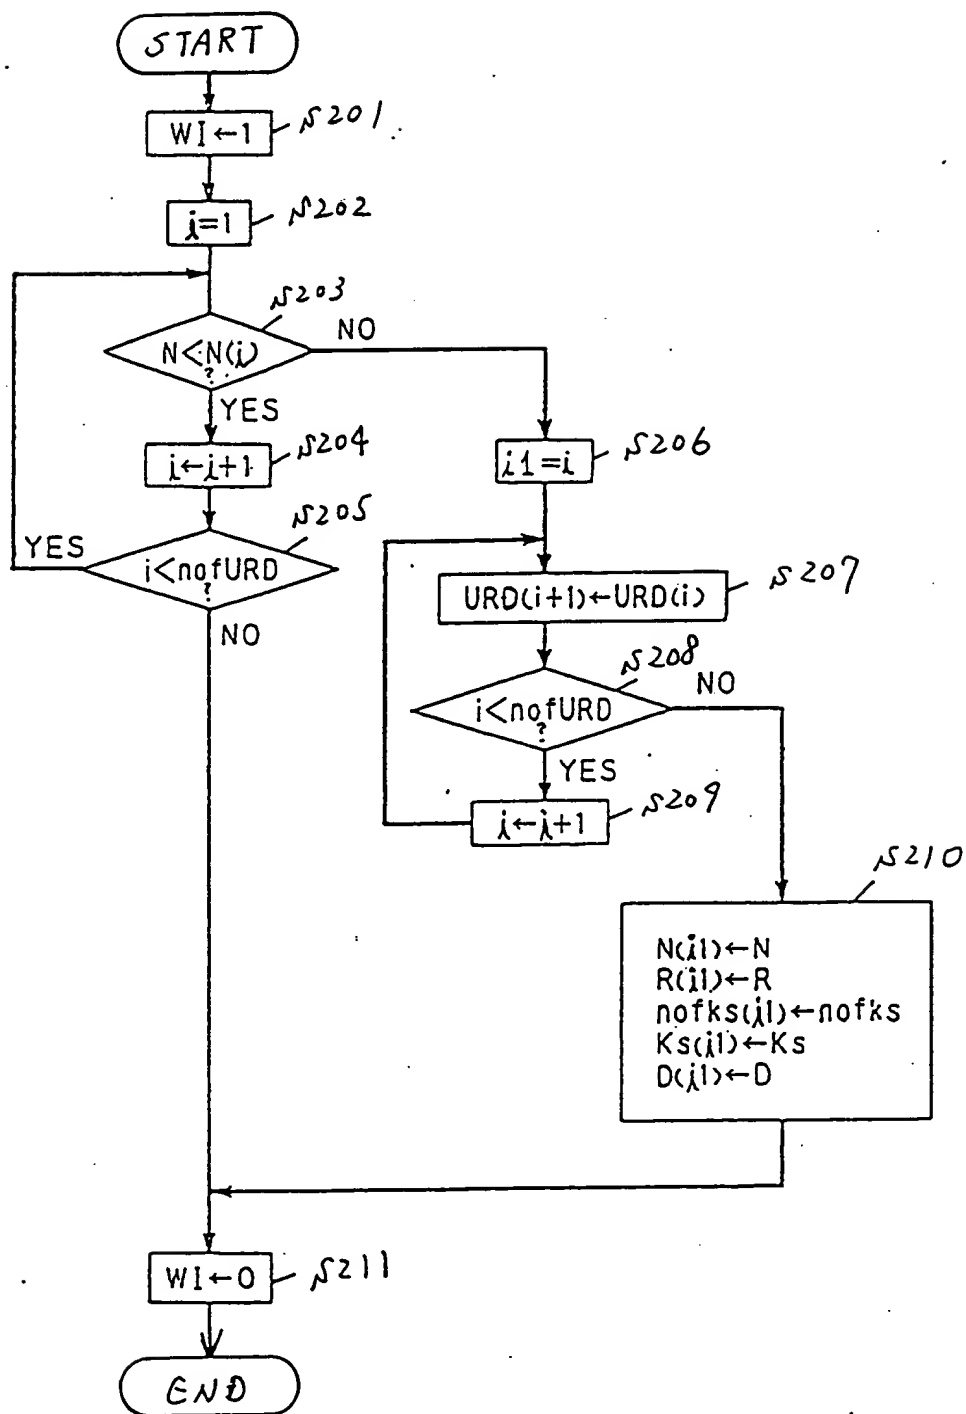 START
WI←1
S201
i=1
S202
S203
N<N(i)
?
NO
YES
i←i+1
S204
S205
YES
i<nofURD
?
NO
i1=i
S206
URD(i+1)←URD(i)
S207
S208
i<nofURD
?
NO
YES
i←i+1
S209
S210
N(i1)←N
R(i1)←R
nofks(i1)←nofks
Ks(i1)←Ks
D(i1)←D
WI←0
S211
END